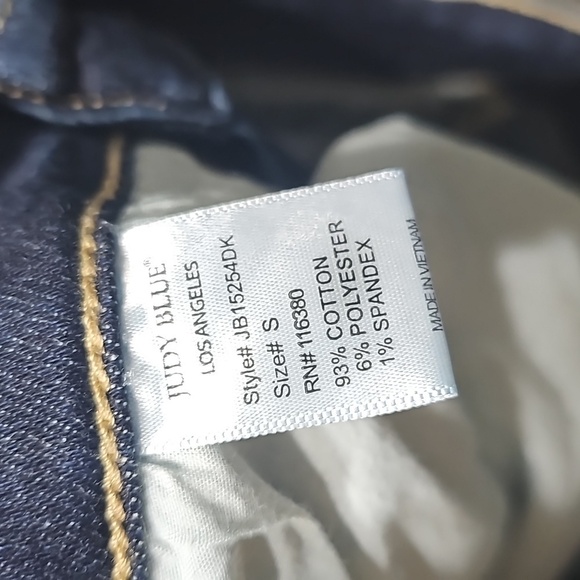 JUDY BLUE®
LOS ANGELES
Style# JB15254DK
Size# S
RN# 116380
93% COTTON
6% POLYESTER
1% SPANDEX
MADE IN VIETNAM